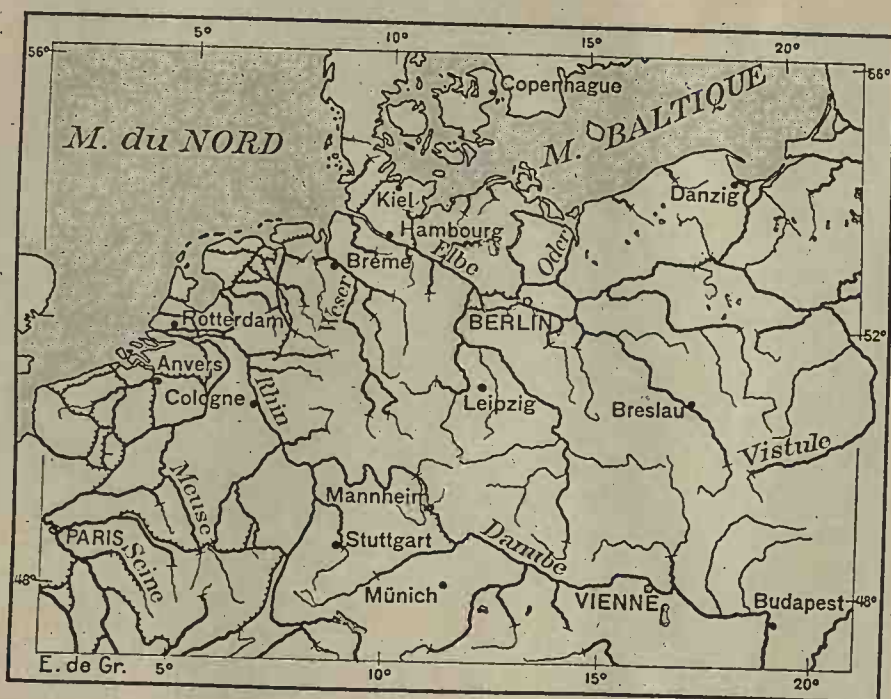 5° 10° 15° 20°
56° 56°
Copenhague
M. du NORD
M. BALTIQUE
Kiel
Danzig
Hambourg
Elbe
Oder
Brême
Weser
Rotterdam
BERLIN
52°
Anvers
Cologne
Rhin
Leipzig
Breslau
Vistule
Meuse
Mannheim
PARIS
Seine
Stuttgart
Danube
48°
Münich
VIENNE
Budapest
48°
E. de Gr.
5° 10° 15° 20°